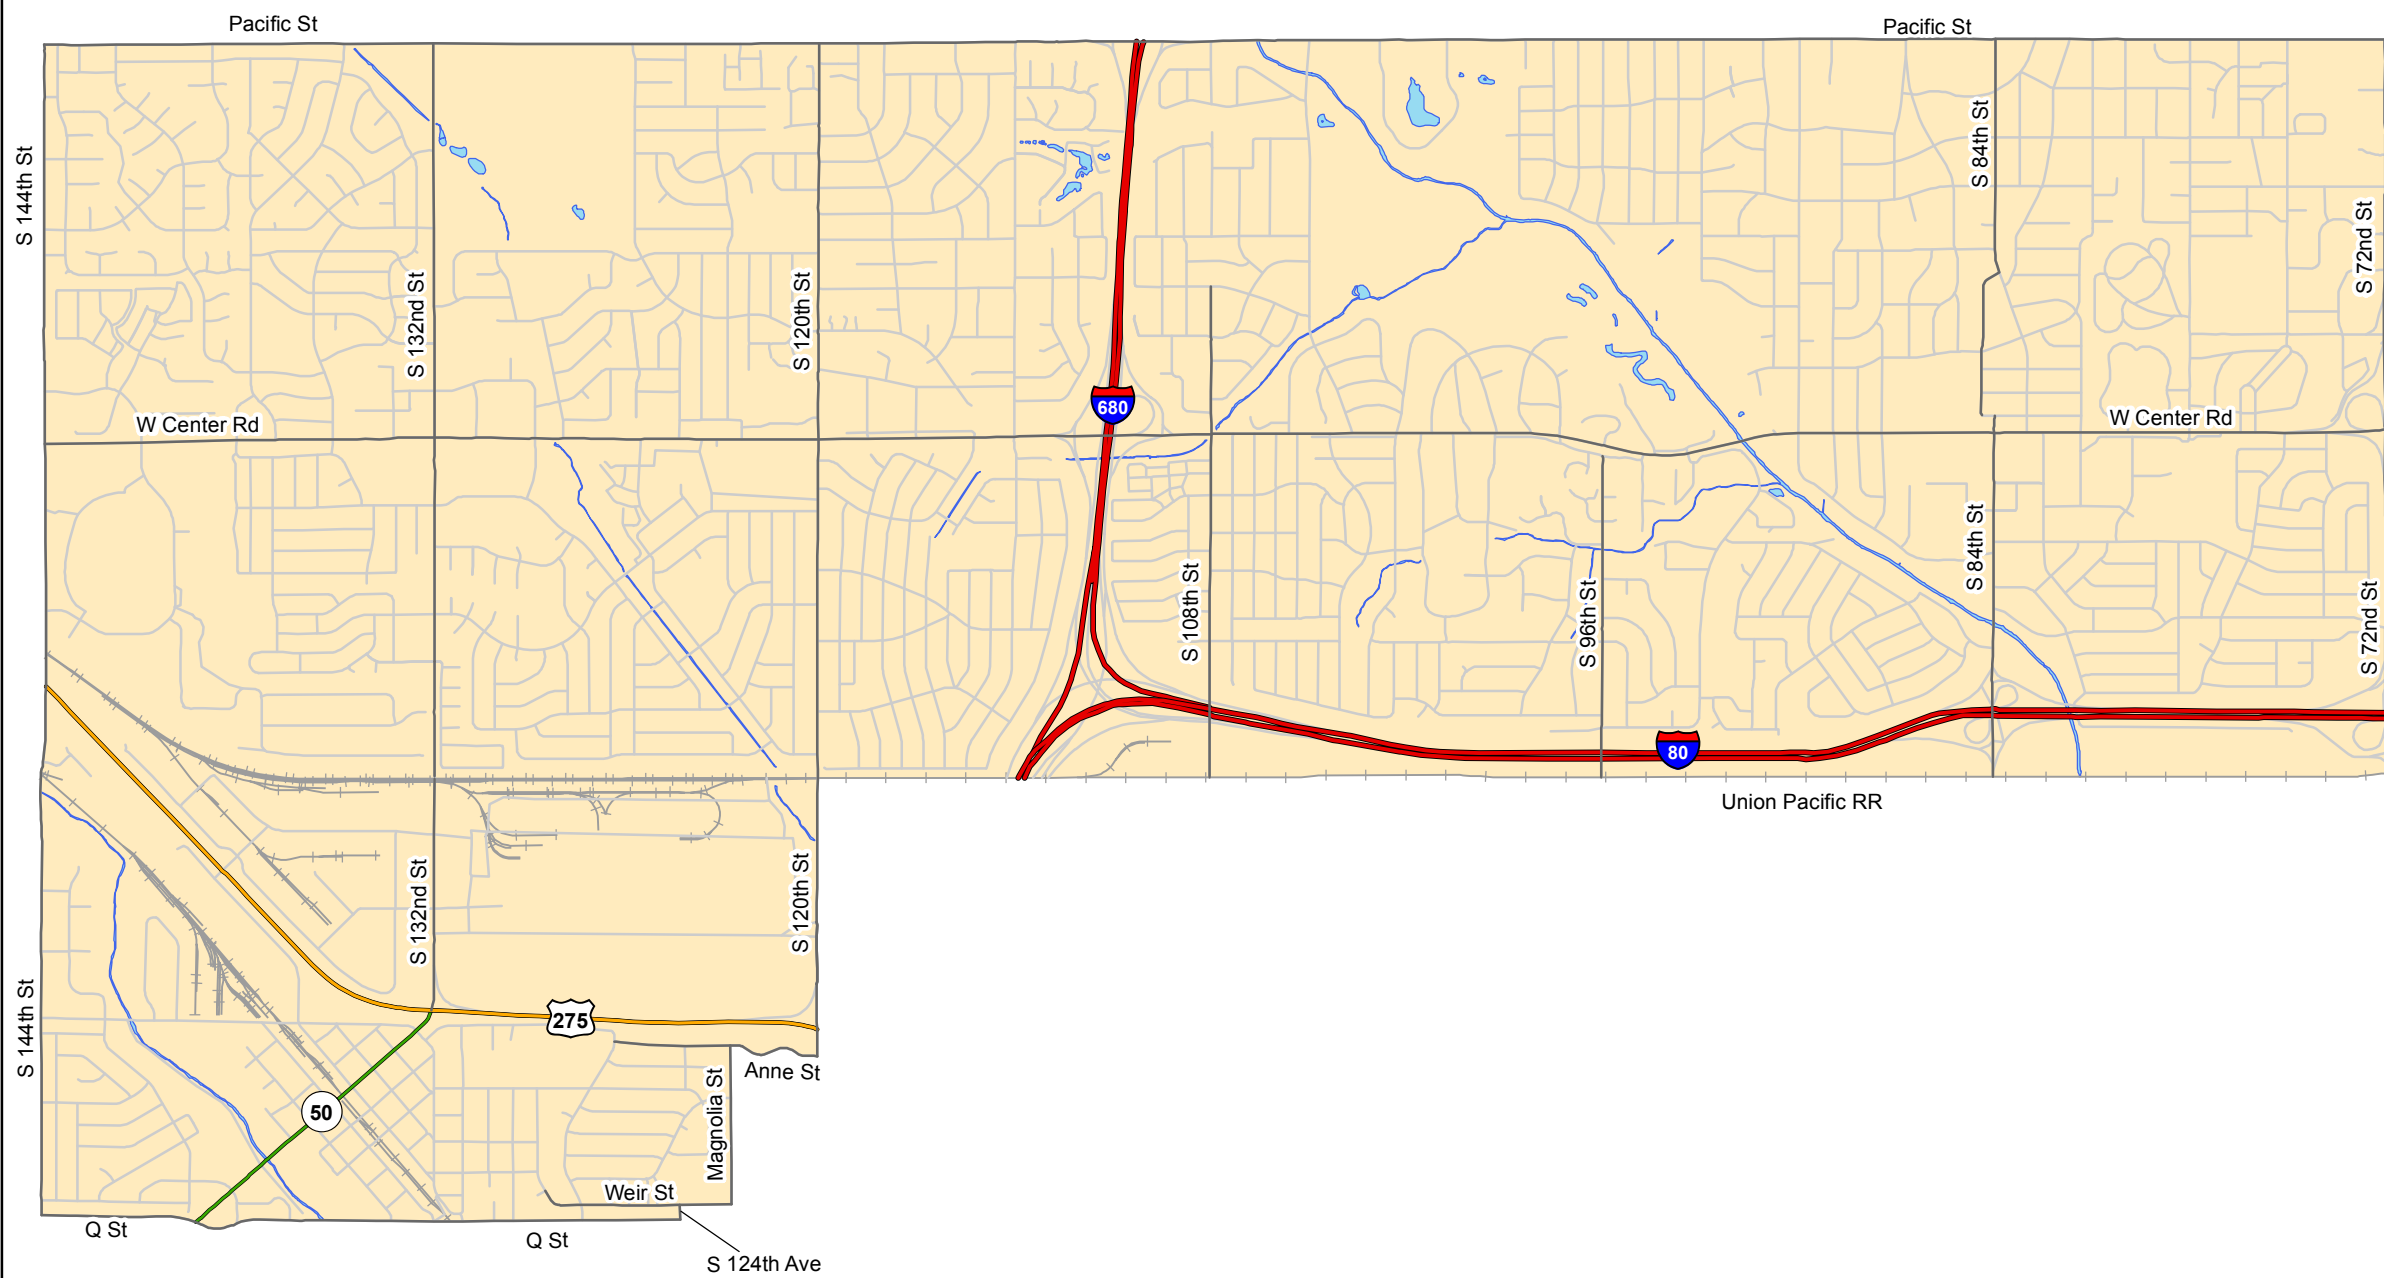 Pacific St
Pacific St
S 144th St
S 132nd St
S 120th St
S 84th St
S 72nd St
W Center Rd
680
W Center Rd
S 108th St
S 96th St
S 84th St
S 72nd St
80
Union Pacific RR
S 132nd St
S 120th St
S 144th St
275
Anne St
Magnolia St
50
Weir St
Q St
Q St
S 124th Ave